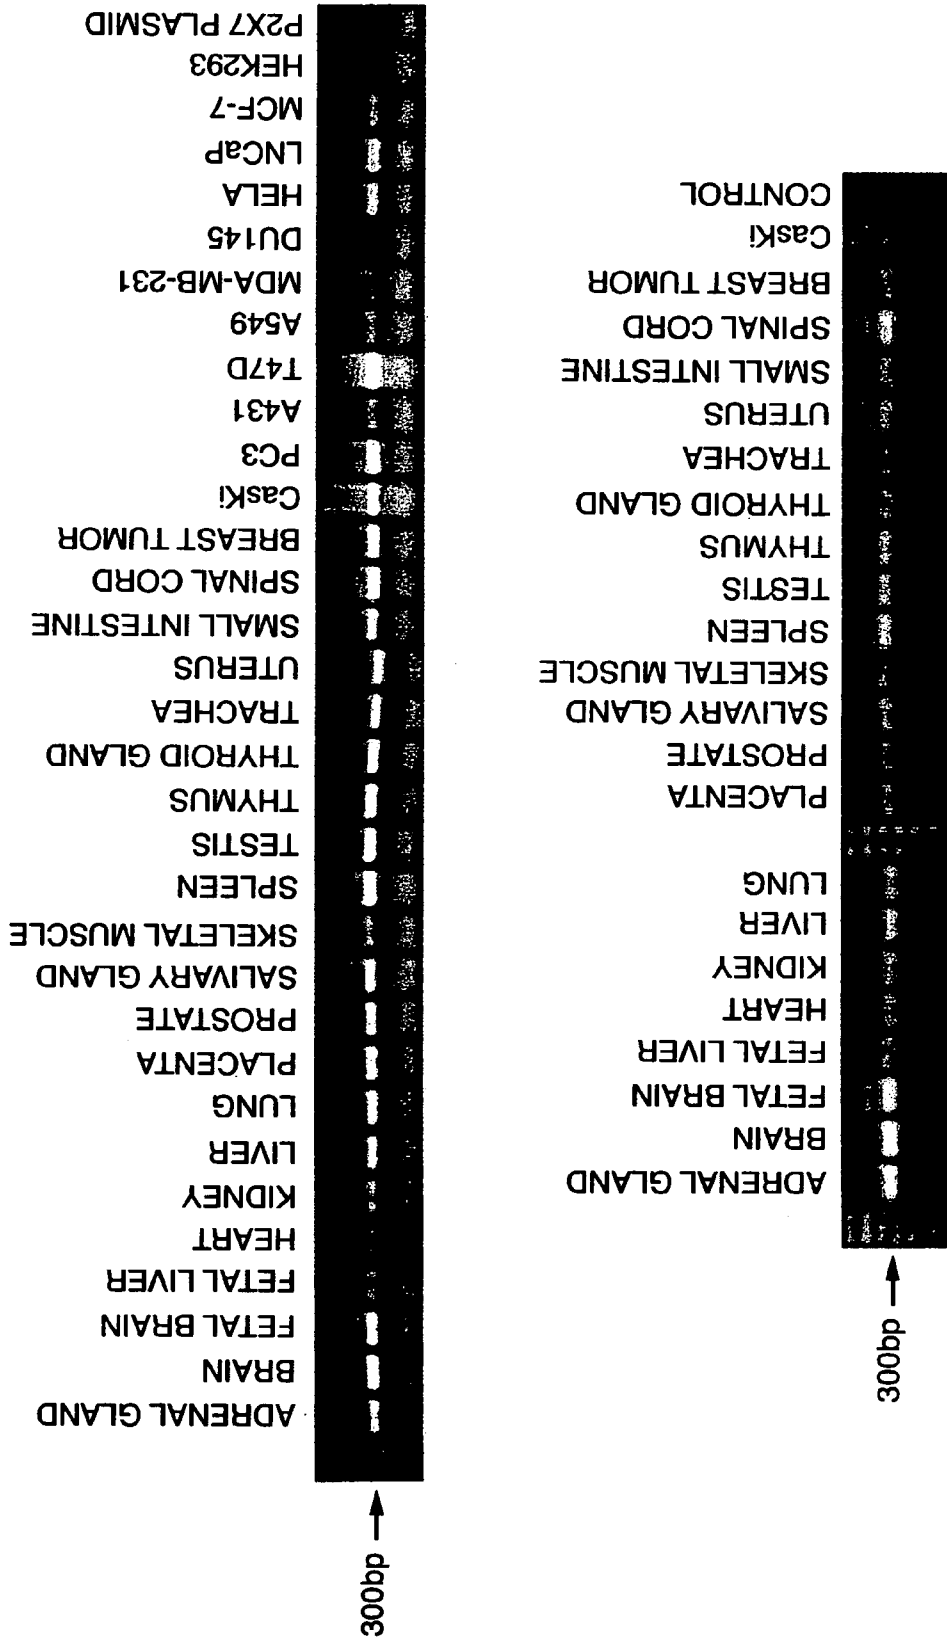 300bp →
ADRENAL GLAND
BRAIN
FETAL BRAIN
FETAL LIVER
HEART
KIDNEY
LIVER
LUNG
PLACENTA
PROSTATE
SALIVARY GLAND
SKELETAL MUSCLE
SPLEEN
TESTIS
THYMUS
THYROID GLAND
TRACHEA
UTERUS
SMALL INTESTINE
SPINAL CORD
BREAST TUMOR
CasKi
PC3
A431
T47D
A549
MDA-MB-231
DU145
HELA
LNCaP
MCF-7
HEK293
P2X7 PLASMID
300bp →
ADRENAL GLAND
BRAIN
FETAL BRAIN
FETAL LIVER
HEART
KIDNEY
LIVER
LUNG
PLACENTA
PROSTATE
SALIVARY GLAND
SKELETAL MUSCLE
SPLEEN
TESTIS
THYMUS
THYROID GLAND
TRACHEA
UTERUS
SMALL INTESTINE
SPINAL CORD
BREAST TUMOR
CasKi
CONTROL